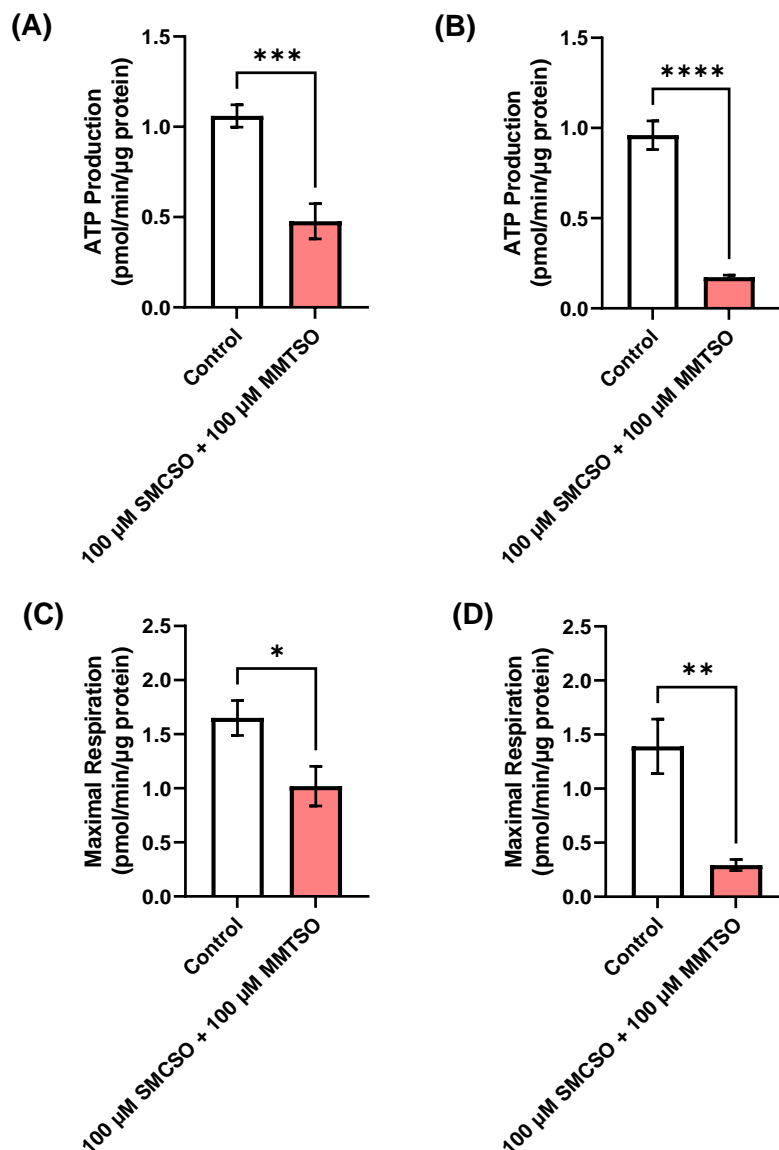 (A)
ATP Production
(pmol/min/µg protein)
1.5
1.0
0.5
0.0
***
Control
100 µM SMCSO + 100 µM MMTSO
(B)
ATP Production
(pmol/min/µg protein)
1.5
1.0
0.5
0.0
****
Control
100 µM SMCSO + 100 µM MMTSO
(C)
Maximal Respiration
(pmol/min/µg protein)
2.5
2.0
1.5
1.0
0.5
0.0
*
Control
100 µM SMCSO + 100 µM MMTSO
(D)
Maximal Respiration
(pmol/min/µg protein)
2.5
2.0
1.5
1.0
0.5
0.0
**
Control
100 µM SMCSO + 100 µM MMTSO